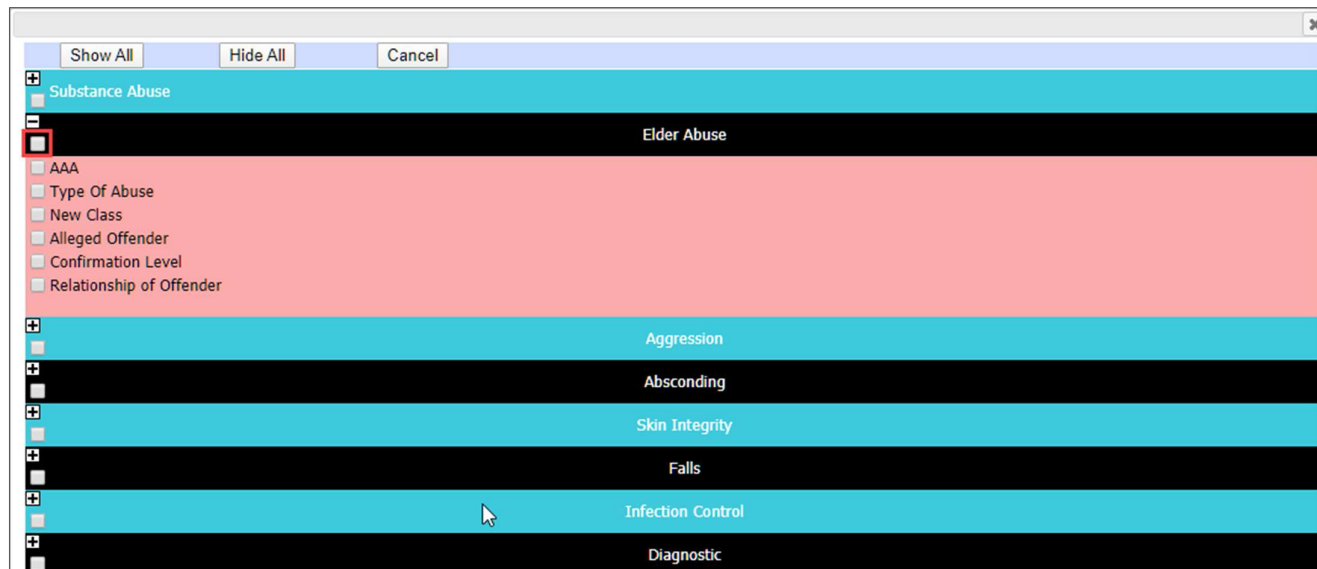 Show All Hide All Cancel
Substance Abuse
Elder Abuse
AAA
Type Of Abuse
New Class
Alleged Offender
Confirmation Level
Relationship of Offender
Aggression
Absconding
Skin Integrity
Falls
Infection Control
Diagnostic